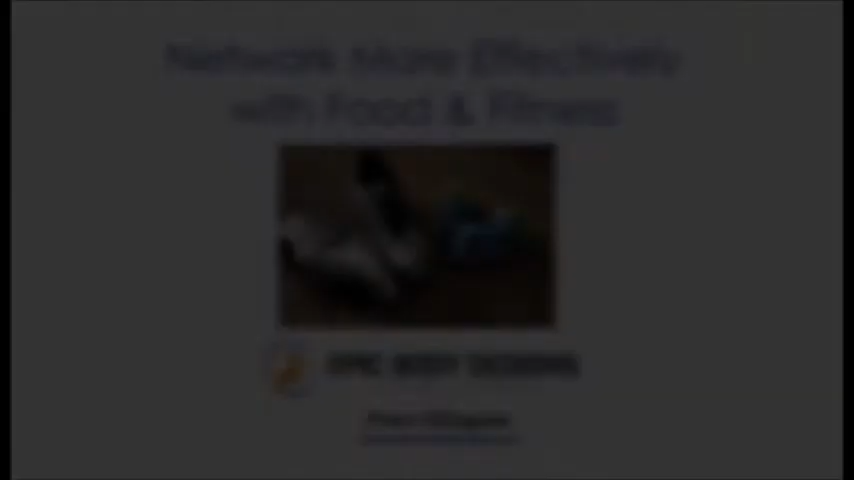 Network More Effectively
with Food & Fitness
EPIC BODY DESIGNS